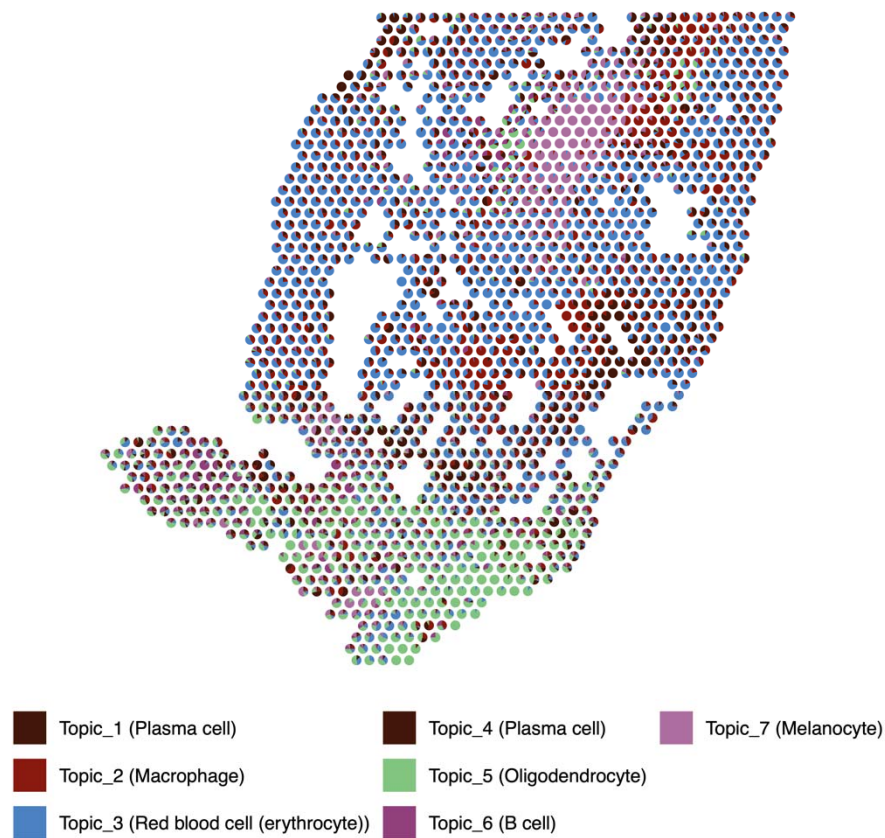 Topic_1 (Plasma cell)
Topic_4 (Plasma cell)
Topic_7 (Melanocyte)
Topic_2 (Macrophage)
Topic_5 (Oligodendrocyte)
Topic_3 (Red blood cell (erythrocyte))
Topic_6 (B cell)